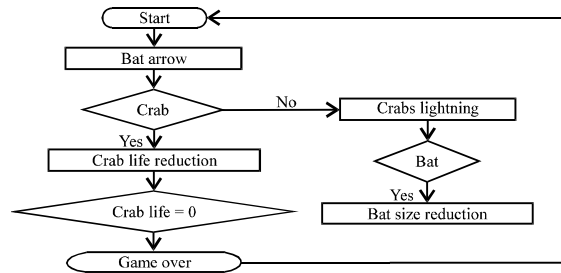 Start
Bat arrow
Crab
No
Crabs lightning
Yes
Bat
Crab life reduction
Yes
Crab life = 0
Bat size reduction
Game over